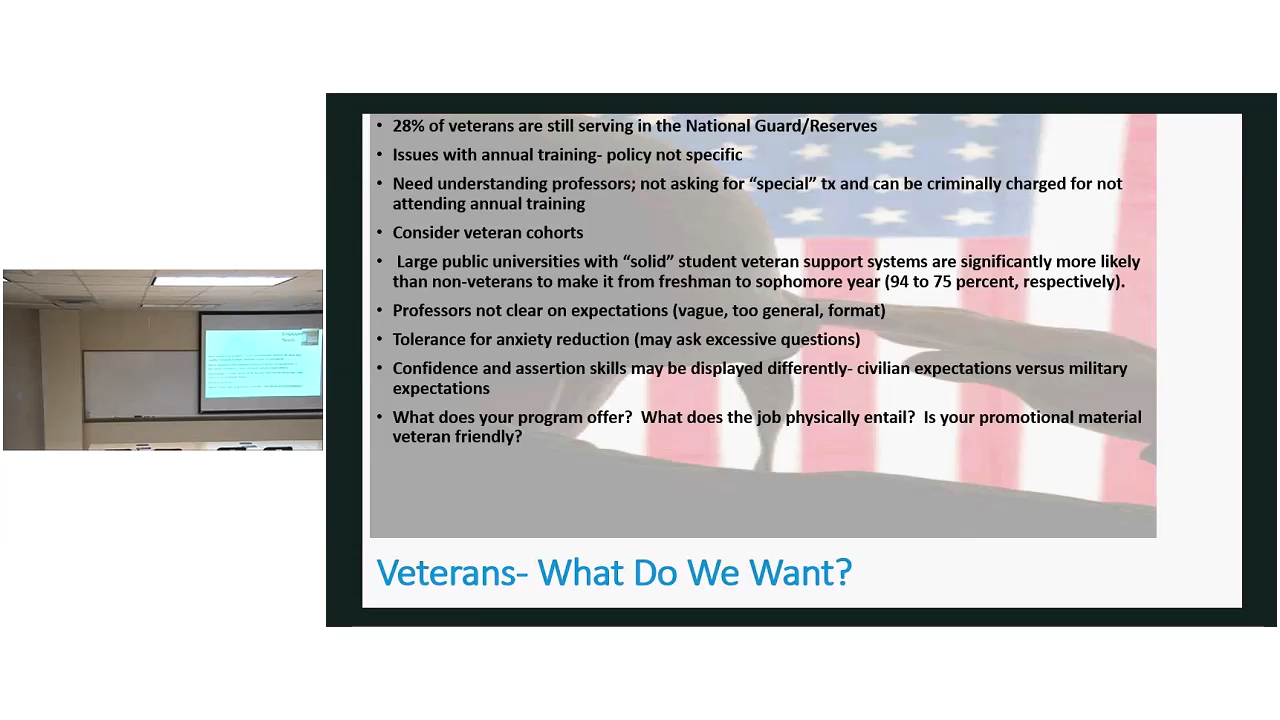 • 28% of veterans are still serving in the National Guard/Reserves
• Issues with annual training- policy not specific
• Need understanding professors; not asking for “special” tx and can be criminally charged for not
attending annual training
• Consider veteran cohorts
• Large public universities with “solid” student veteran support systems are significantly more likely
than non-veterans to make it from freshman to sophomore year (94 to 75 percent, respectively).
• Professors not clear on expectations (vague, too general, format)
• Tolerance for anxiety reduction (may ask excessive questions)
• Confidence and assertion skills may be displayed differently- civilian expectations versus military
expectations
• What does your program offer? What does the job physically entail? Is your promotional material
veteran friendly?
Veterans- What Do We Want?